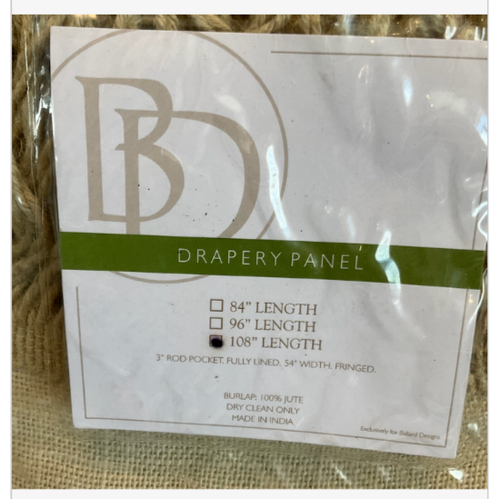 BD
DRAPERY PANEL
84" LENGTH
96" LENGTH
108" LENGTH
3" ROD POCKET, FULLY LINED, 54" WIDTH, FRINGED.
BURLAP, 100% JUTE
DRY CLEAN ONLY
MADE IN INDIA
Exclusively for Ballard Designs